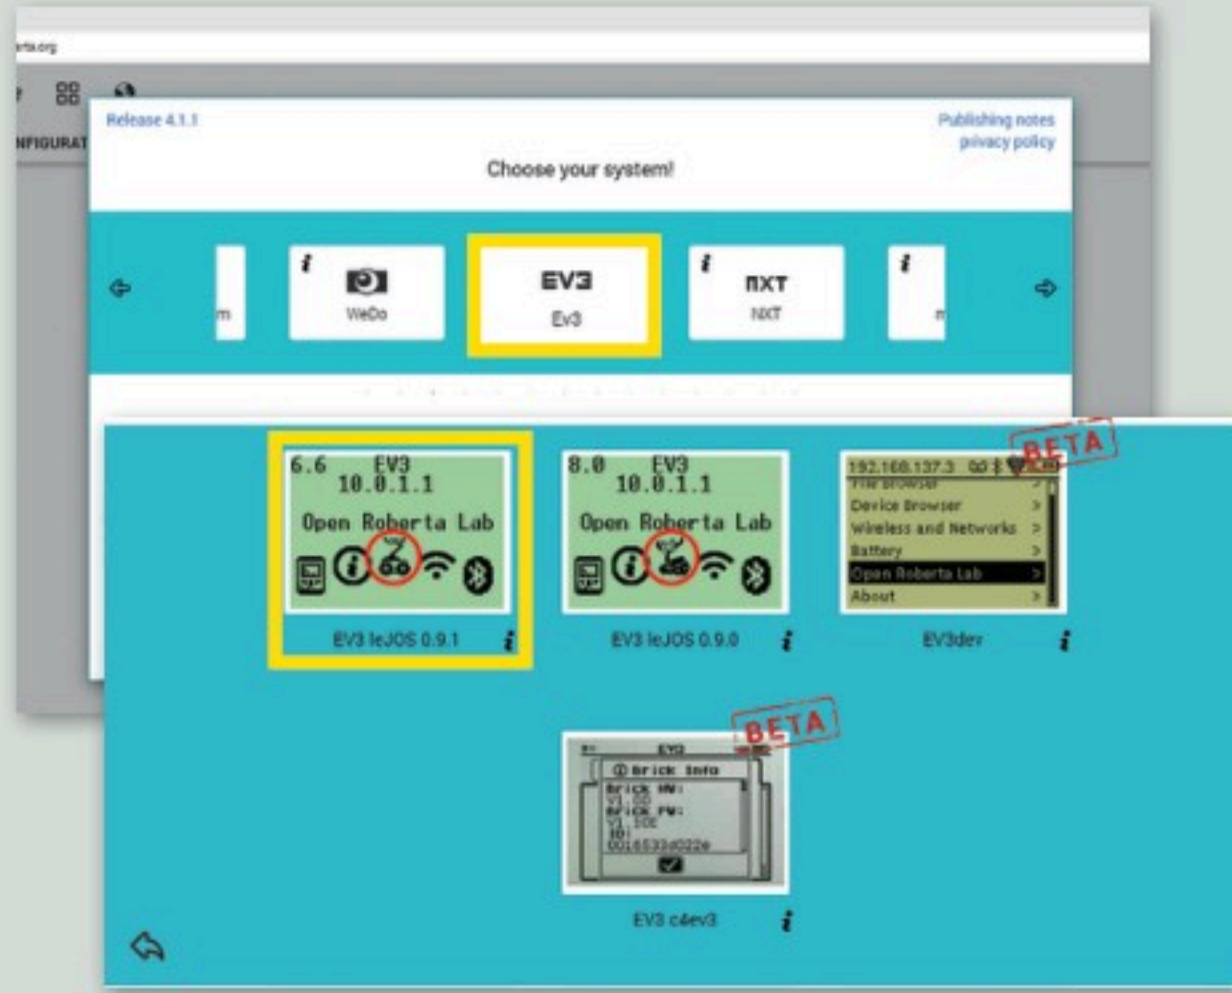 Release 4.1.1
Publishing notes
privacy policy
Choose your system!
WeDo
EV3
Ev3
NXT
NXT
6.6 EV3
10.0.1.1
Open Roberta Lab
EV3 leJOS 0.9.1
8.0 EV3
10.0.1.1
Open Roberta Lab
EV3 leJOS 0.9.0
BETA
192.168.137.3
File Browser
Device Browser
Wireless and Networks
Battery
Open Roberta Lab
About
EV3dev
BETA
EV3
Brick Info
Brick HW:
Brick FW:
ID:
EV3 c4ev3